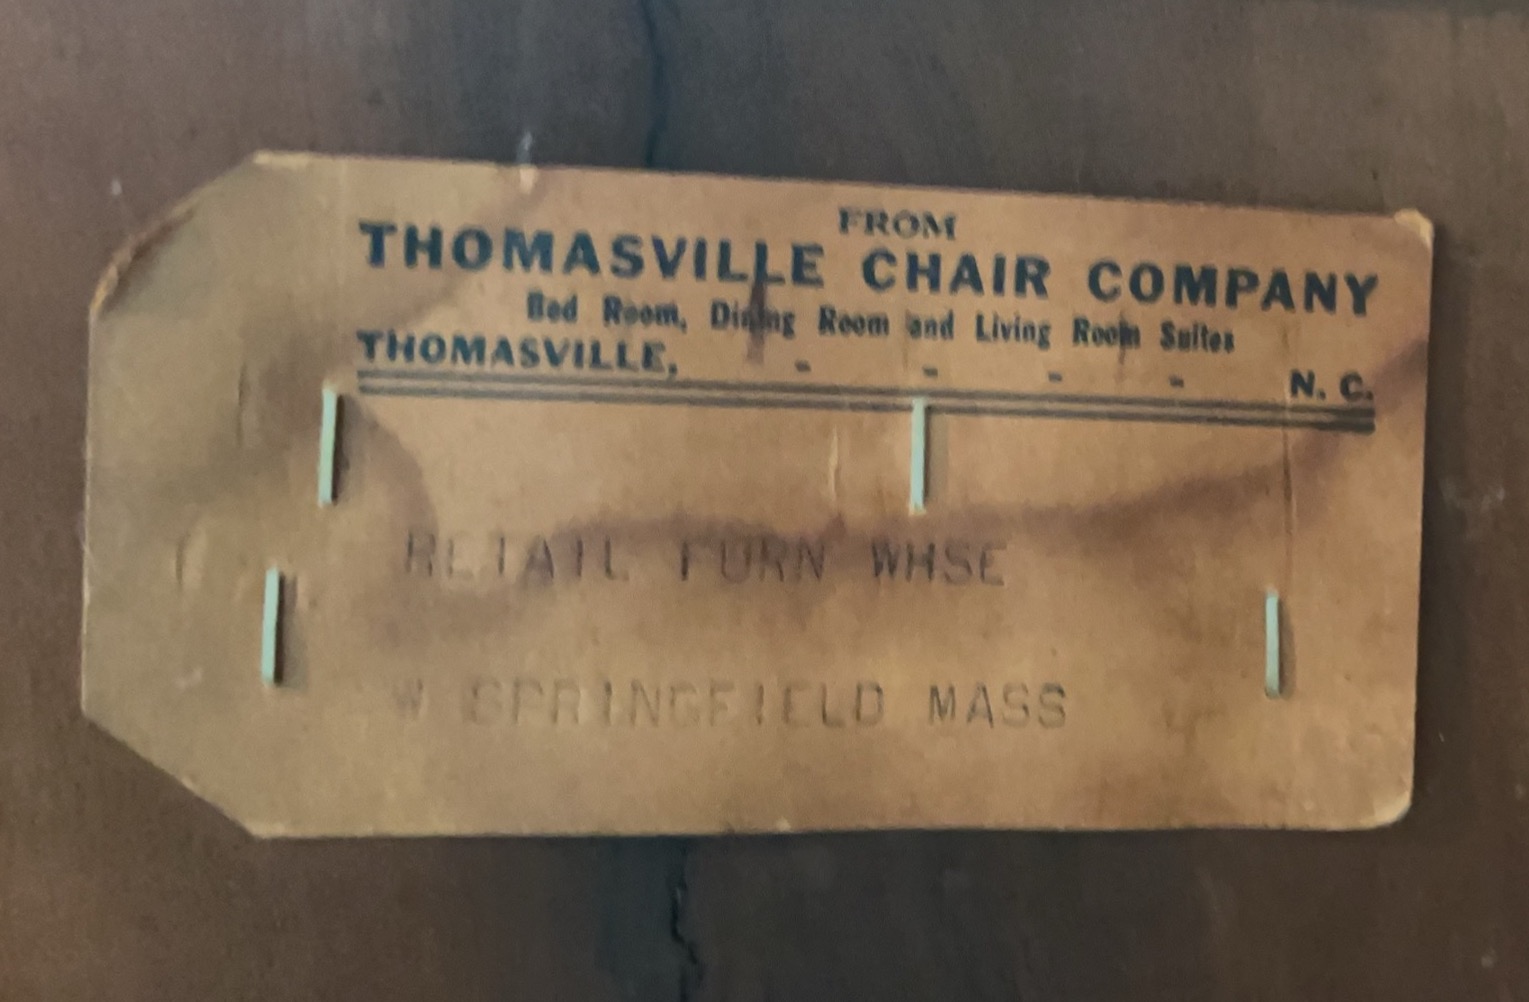 FROM
THOMASVILLE CHAIR COMPANY
Bed Room, Dining Room and Living Room Suites
THOMASVILLE, - - - - N. C.
RETAIL FURN WHSE
W SPRINGFIELD MASS